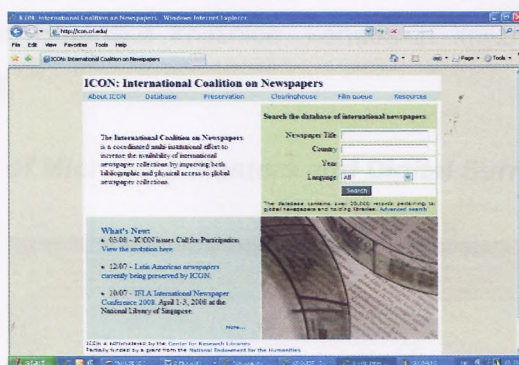 ICON: International Coalition on Newspapers - Windows Internet Explorer
http://icon.crl.edu/
File Edit View Favorites Tools Help
ICON: International Coalition on Newspapers
Page Tools
ICON: International Coalition on Newspapers
About ICON Database Preservation Clearinghouse Film Queue Resources
The International Coalition on Newspapers
is a coordinated multi-institutional effort to
increase the availability of international
newspaper collections by improving both
bibliographic and physical access to global
newspaper collections.
Search the database of international newspapers
Newspaper Title
Country
Year
Language All
Search
The database contains over 25,000 records pertaining to
global newspapers and holding libraries. Advanced search
What's New:
• 03/08 - ICON issues Call for Participation
View the invitation here
• 12/07 - Latin American newspapers
currently being preserved by ICON.
• 10/07 - IFLA International Newspaper
Conference 2008. April 1-3, 2008 at the
National Library of Singapore.
More...
ICON is administered by the Center for Research Libraries
Partially funded by a grant from the National Endowment for the Humanities
start